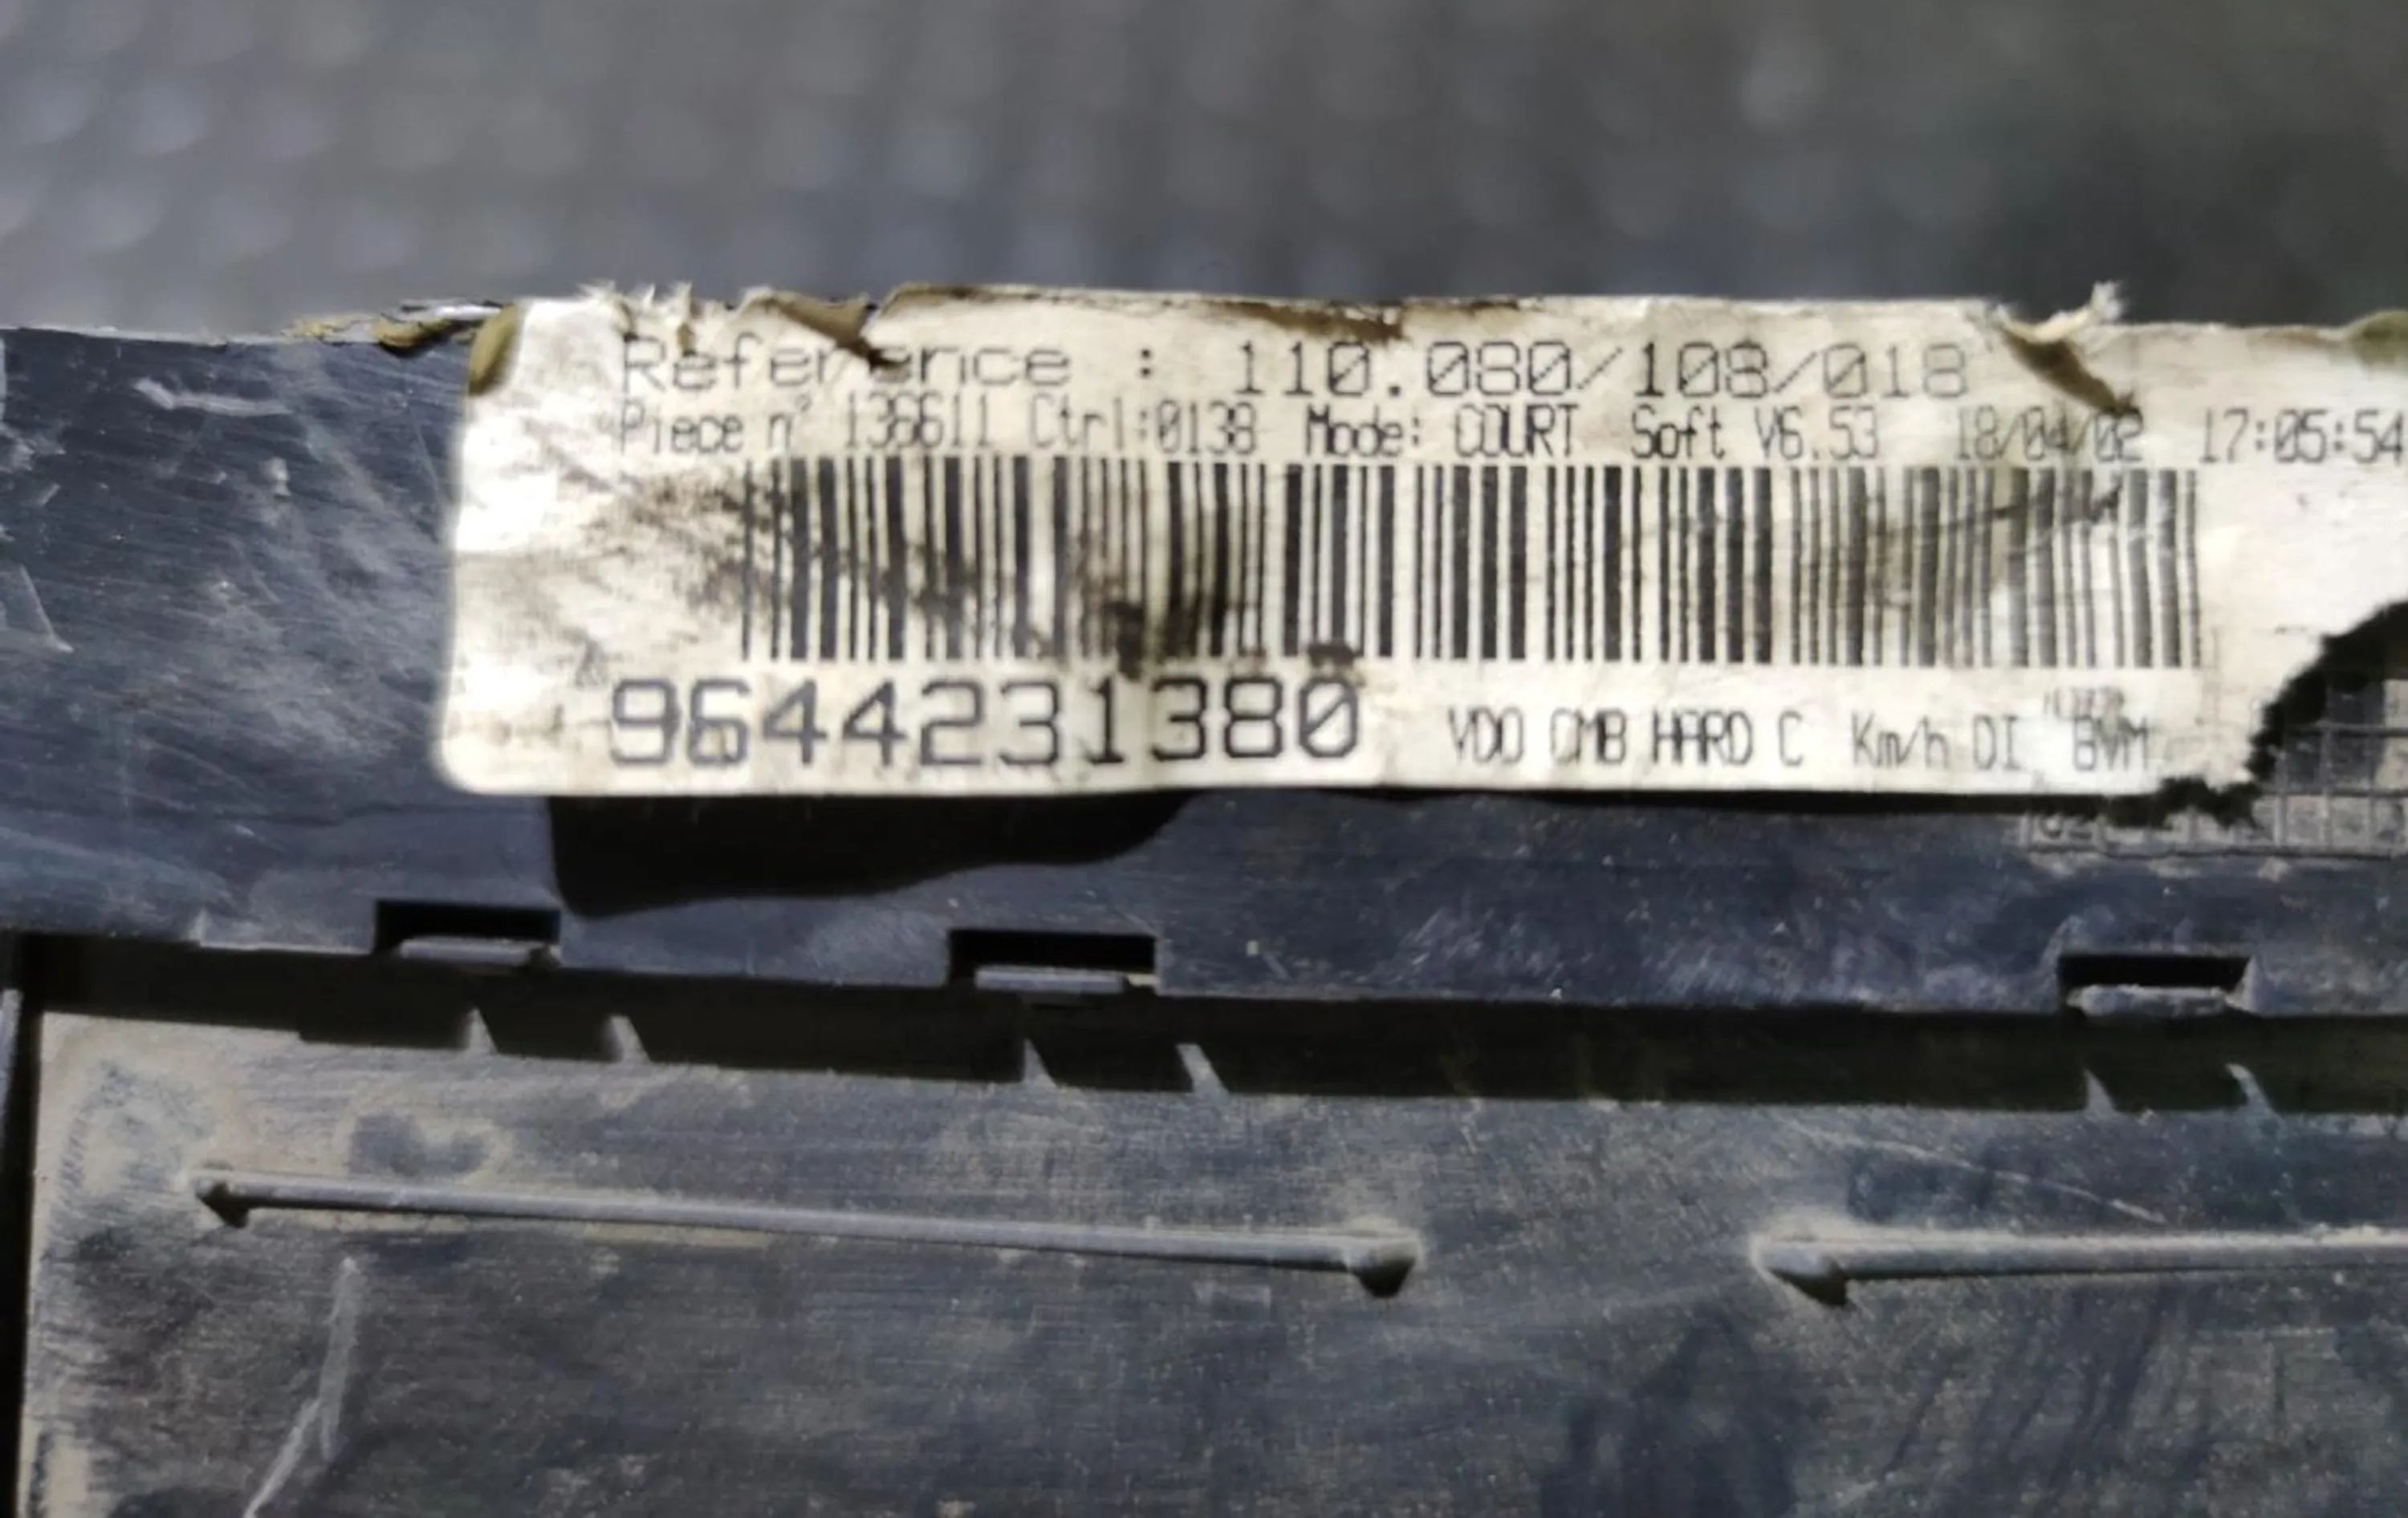 Reference : 110.080/108/018
Piece n° 136611 Ctrl:0138 Mode: COURT Soft V6.53 18/04/02 17:05:54
9644231380 VDO CMB HARD C Km/h DI BVM